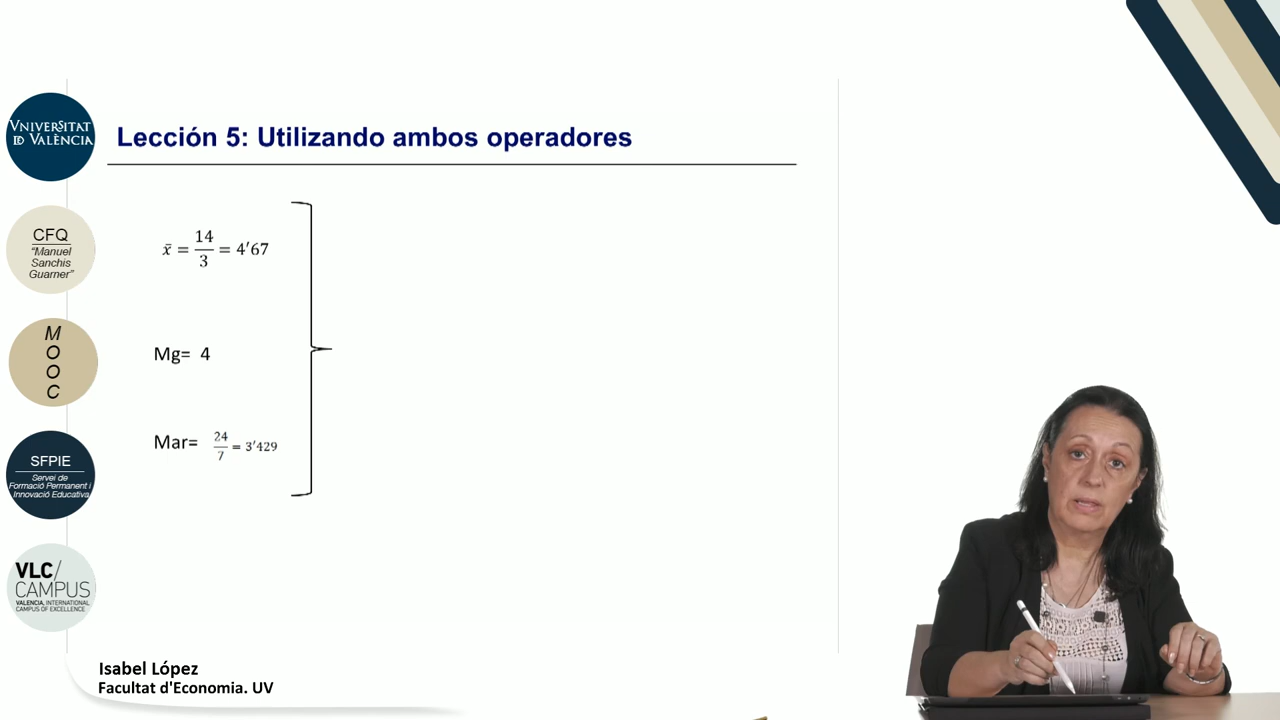 Lección 5: Utilizando ambos operadores
x̄ = 14/3 = 4'67
Mg= 4
Mar= 24/7 = 3'429
VNIVERSITAT
ID VALÈNCIA
CFQ
"Manuel
Sanchis
Guarner"
M
O
O
C
SFPIE
Servei de
Formació Permanent i
Innovació Educativa
VLC/
CAMPUS
VALENCIA, INTERNATIONAL
CAMPUS OF EXCELLENCE
Isabel López
Facultat d'Economia. UV